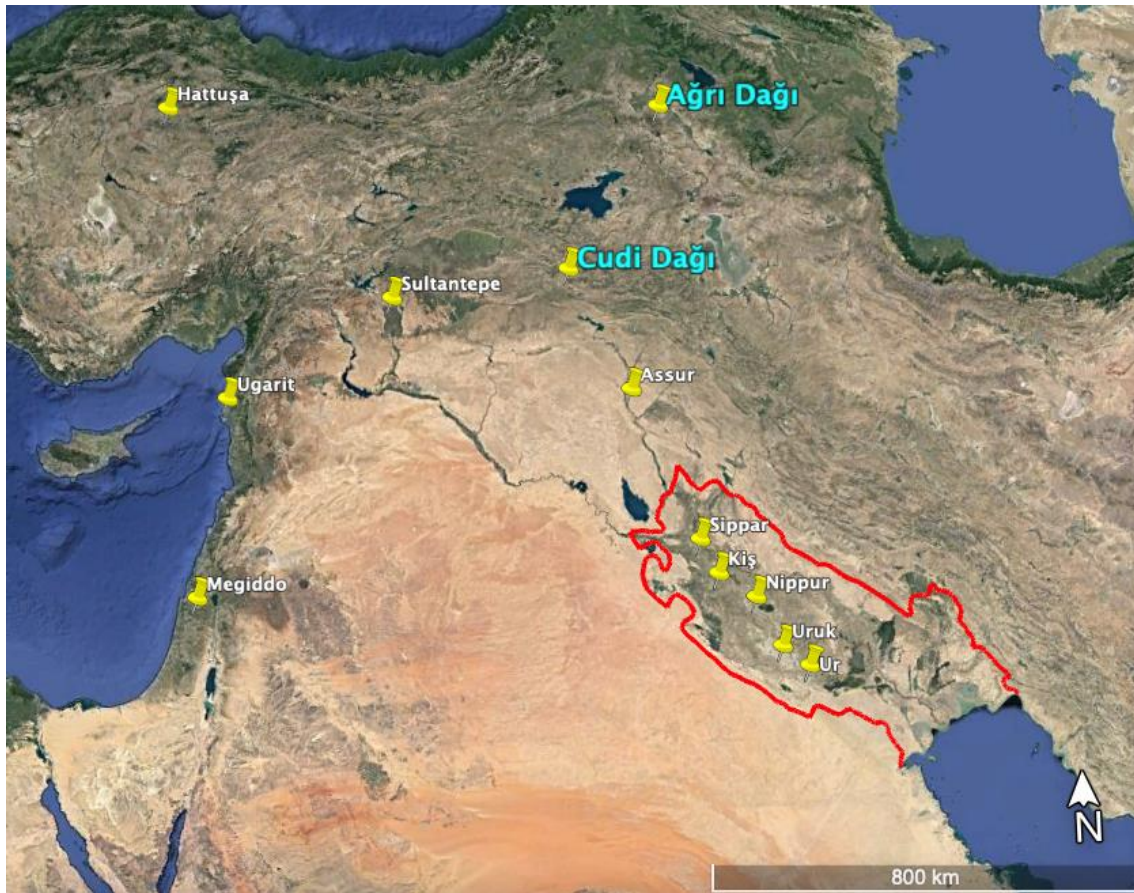 Hattuşa
Ağrı Dağı
Cudi Dağı
Sultantepe
Assur
Ugarit
Sippar
Kiş
Nippur
Megiddo
Uruk
Ur
N
800 km